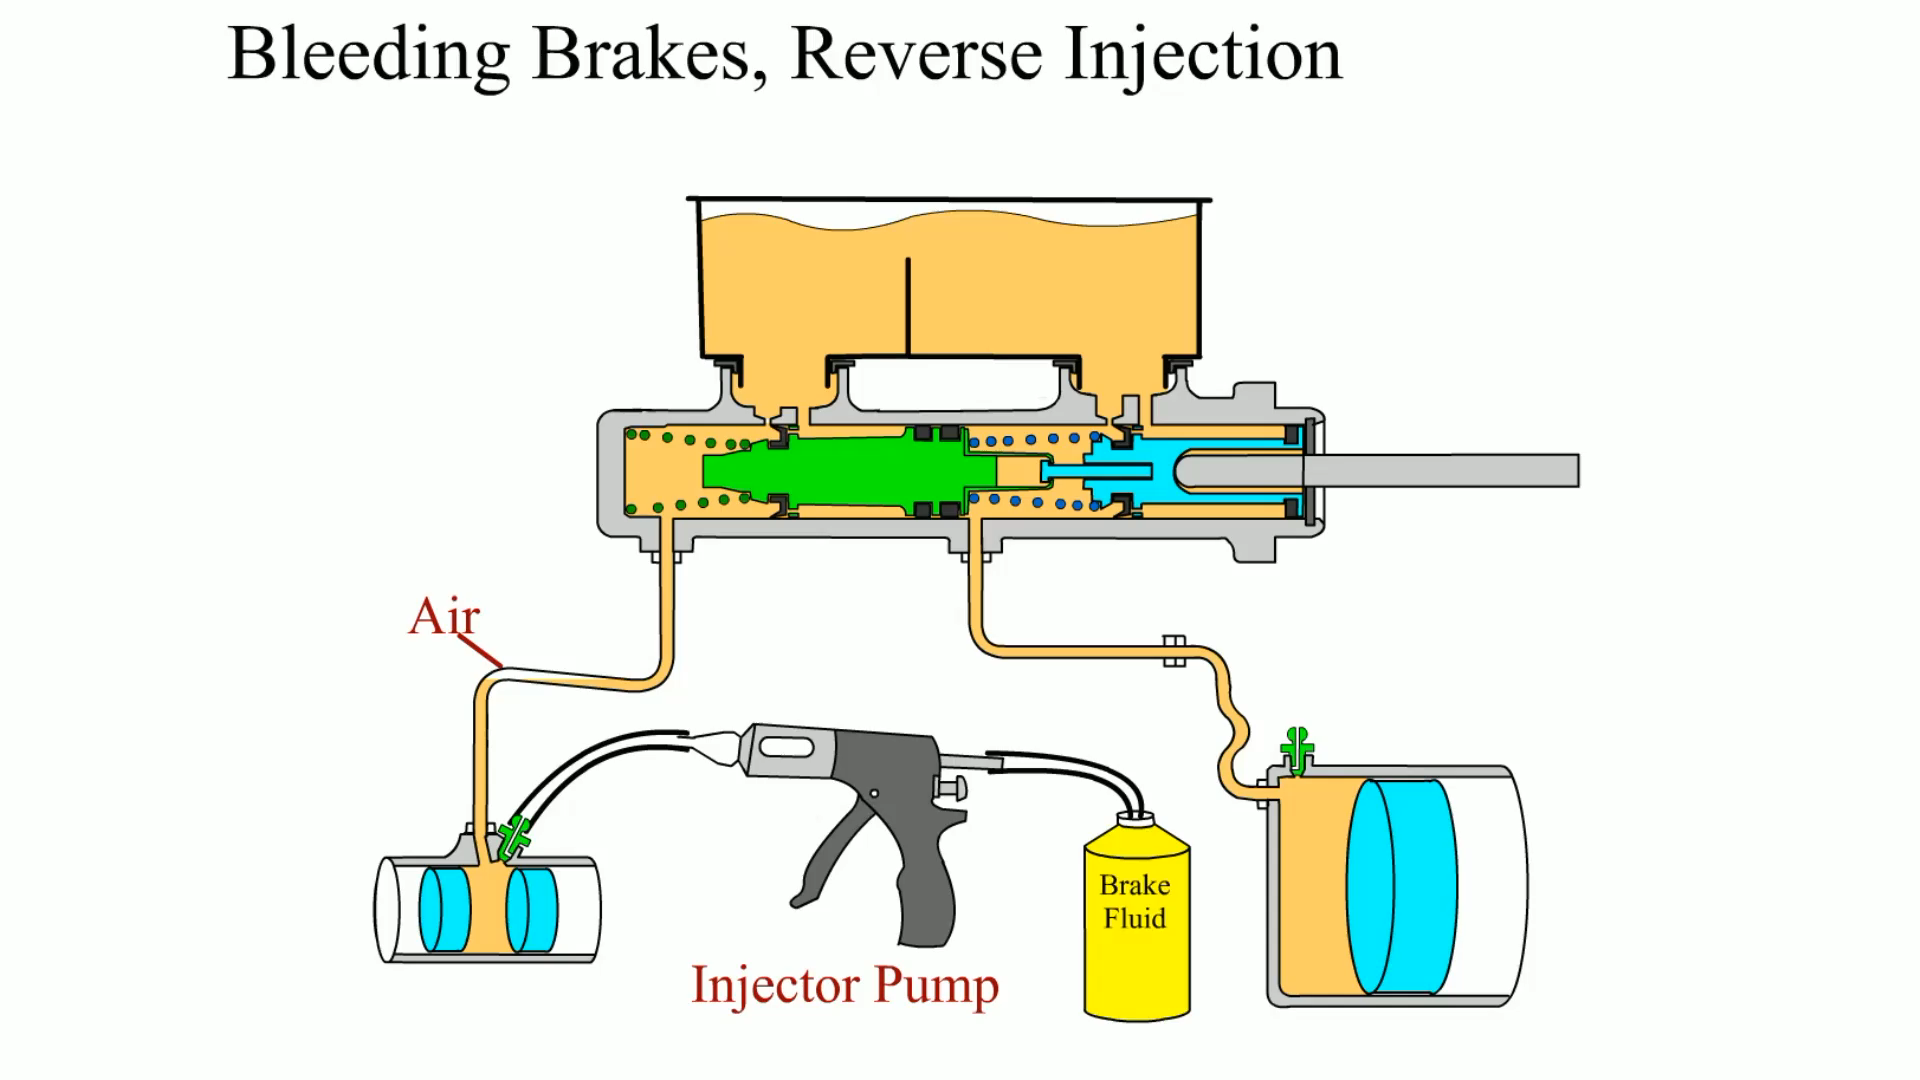 Bleeding Brakes, Reverse Injection
Air
Brake
Fluid
Injector Pump